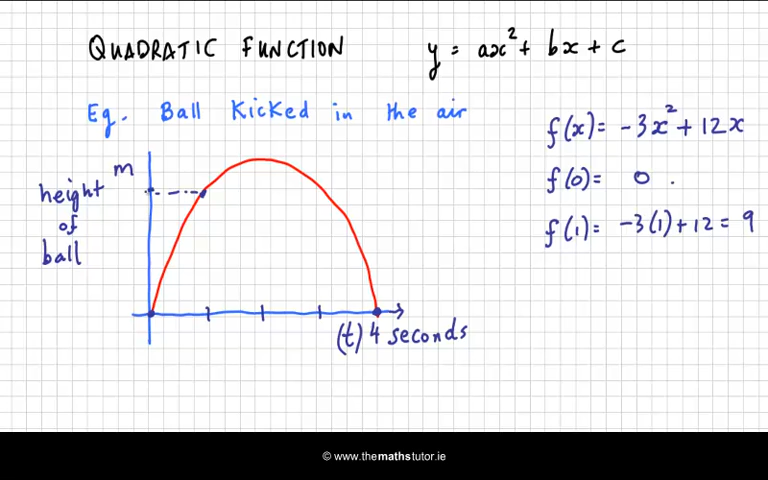 QUADRATIC FUNCTION y = ax² + bx + c
Eg. Ball Kicked in the air
f(x) = -3x² + 12x
f(0) = 0.
f(1) = -3(1) + 12 = 9
m
height
of
ball
(t) 4 seconds
© www.themathstutor.ie